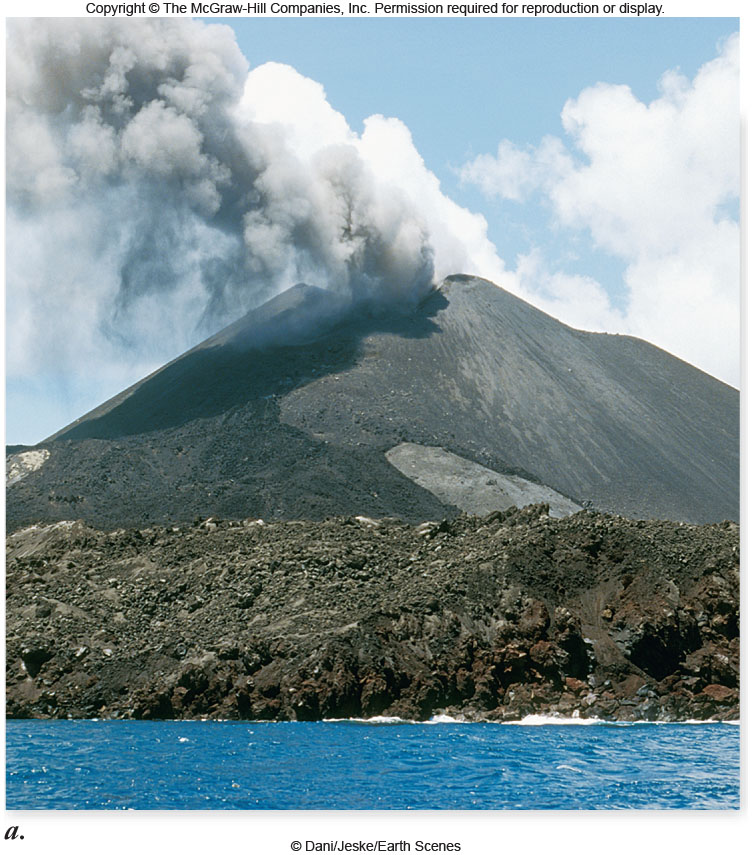 Copyright © The McGraw-Hill Companies, Inc. Permission required for reproduction or display.
a.
© Dani/Jeske/Earth Scenes